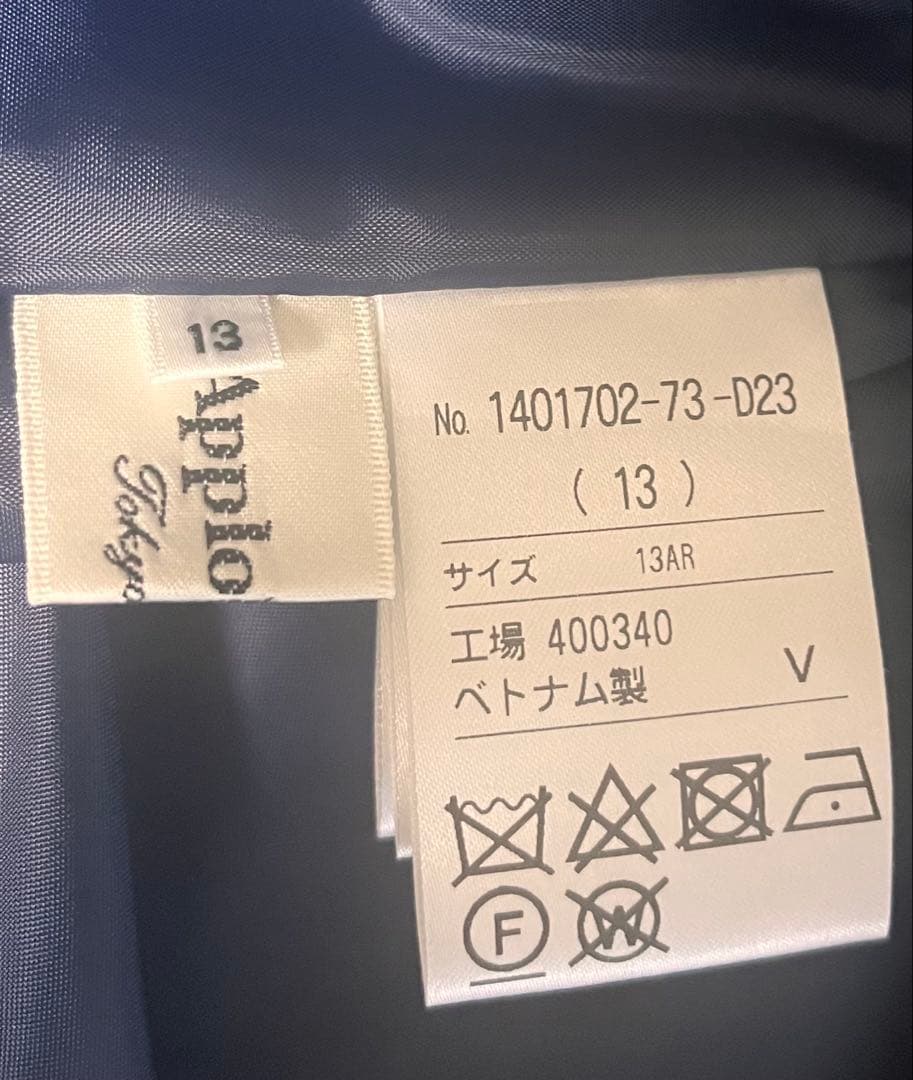 13
Appio
Tokyo
No. 1401702-73-D23
( 13 )
サイズ 13AR
工場 400340
ベトナム製 V
F
W